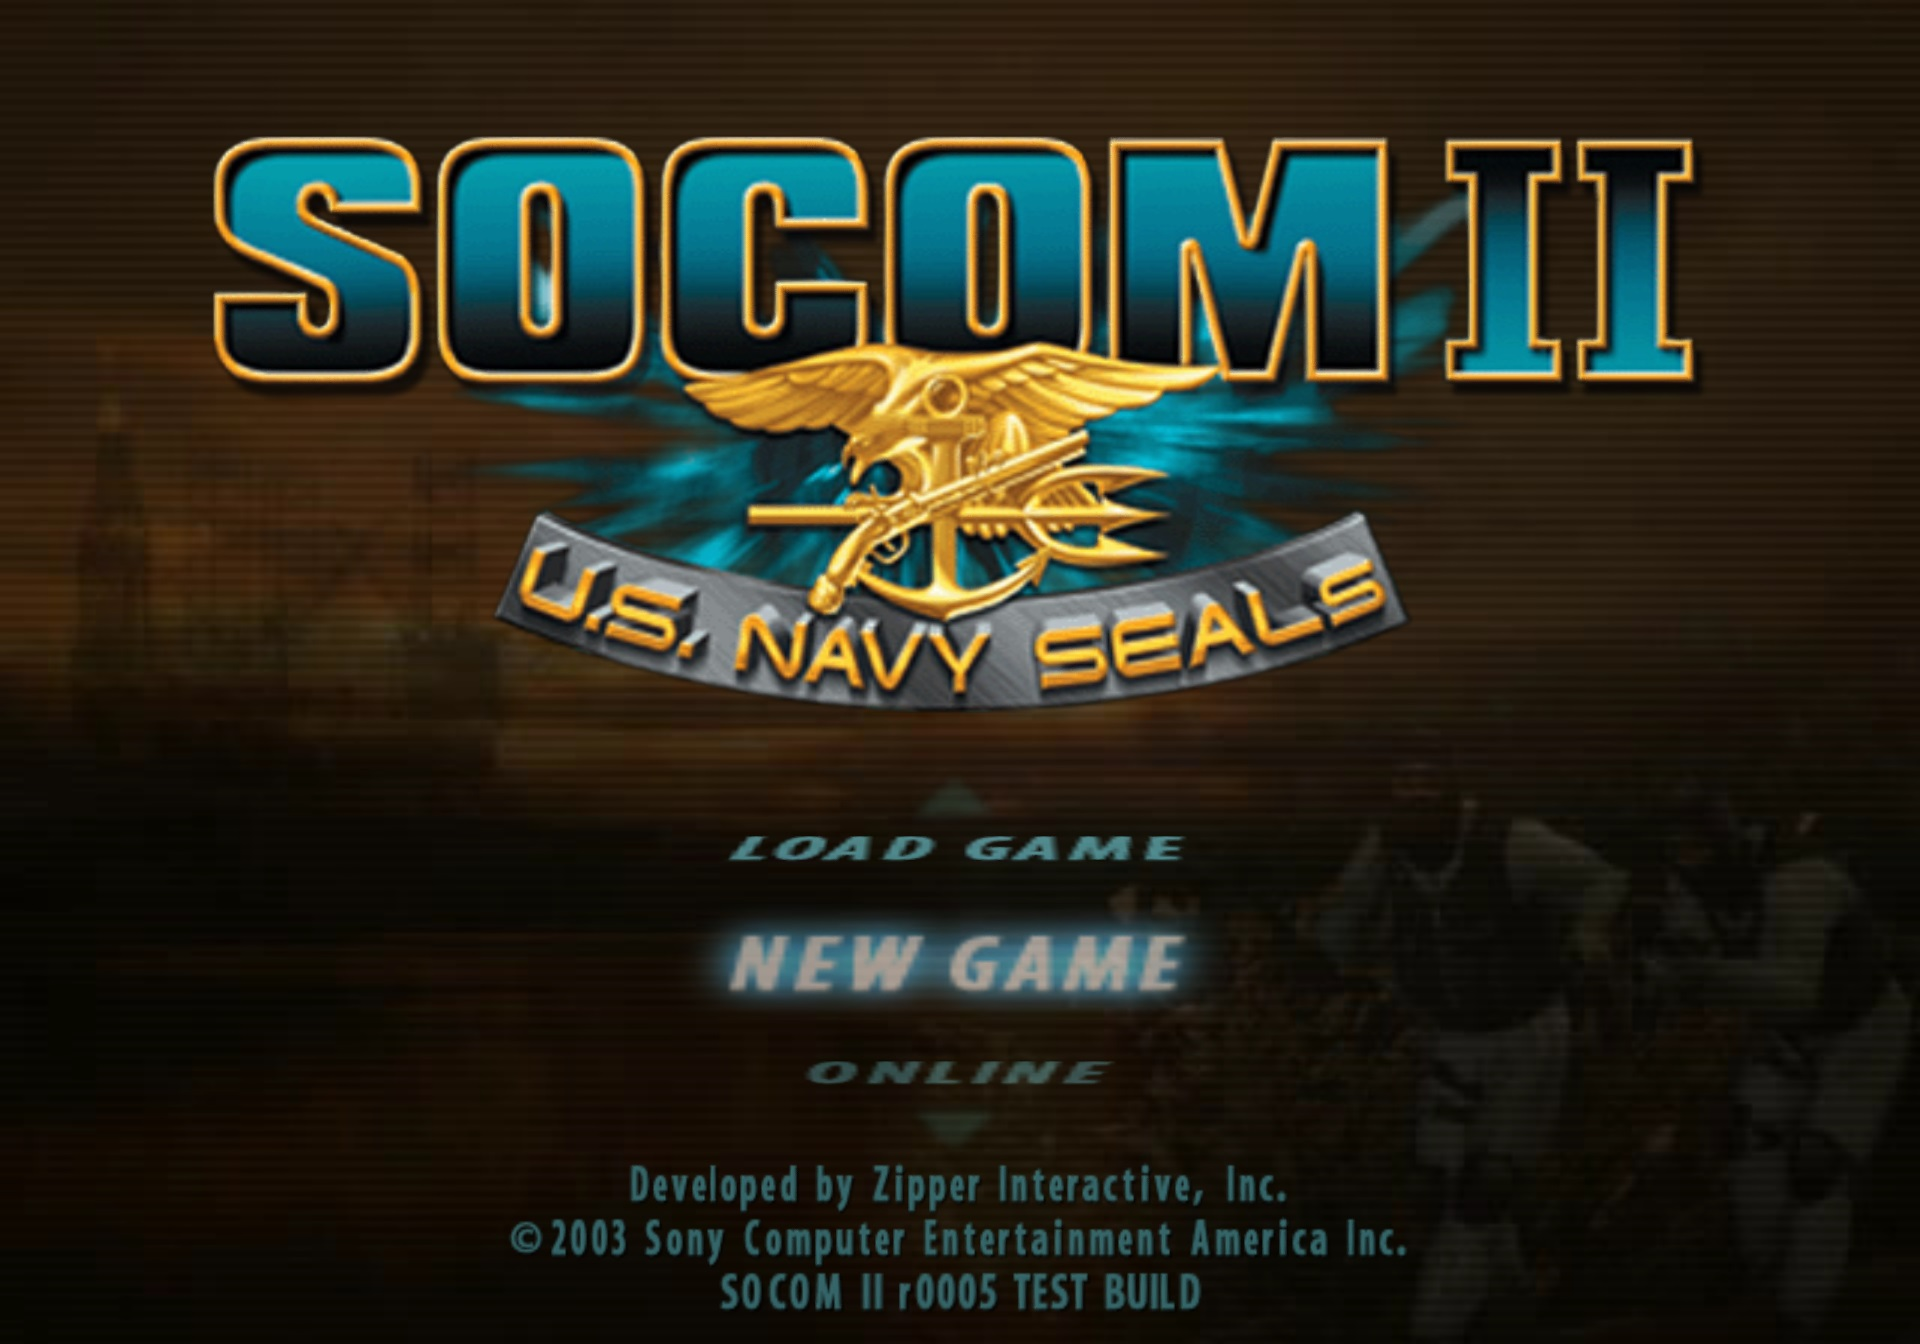 SOCOM II
U.S. NAVY SEALS
LOAD GAME
NEW GAME
ONLINE
Developed by Zipper Interactive, Inc.
©2003 Sony Computer Entertainment America Inc.
SOCOM II r0005 TEST BUILD